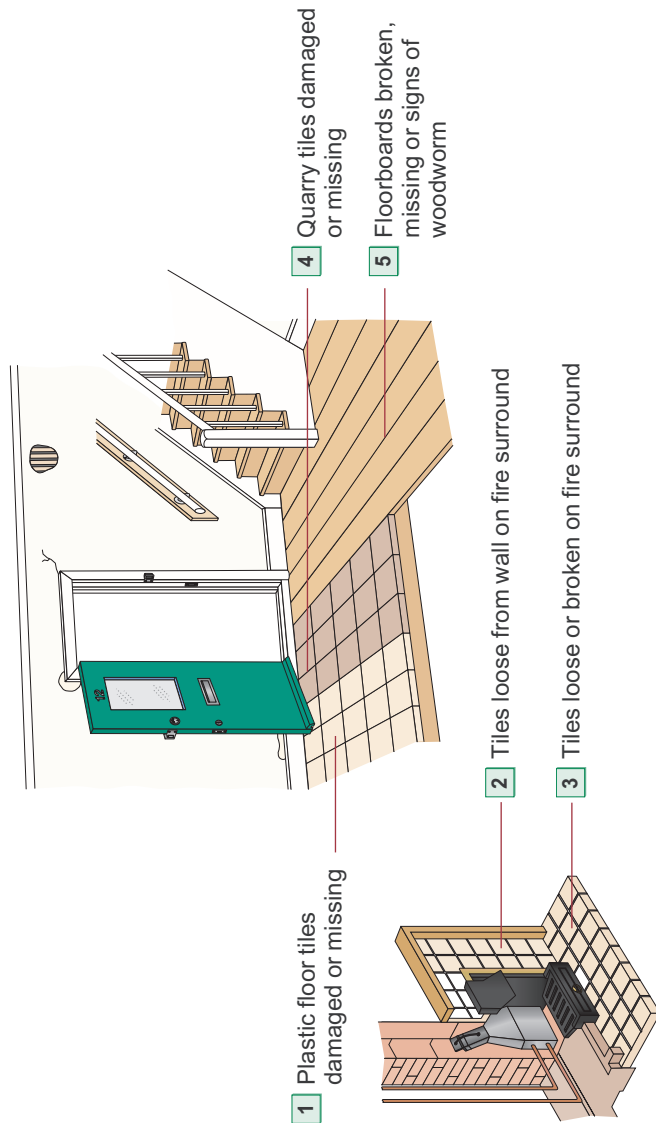 1 Plastic floor tiles
damaged or missing
2 Tiles loose from wall on fire surround
3 Tiles loose or broken on fire surround
4 Quarry tiles damaged
or missing
5 Floorboards broken,
missing or signs of
woodworm
12